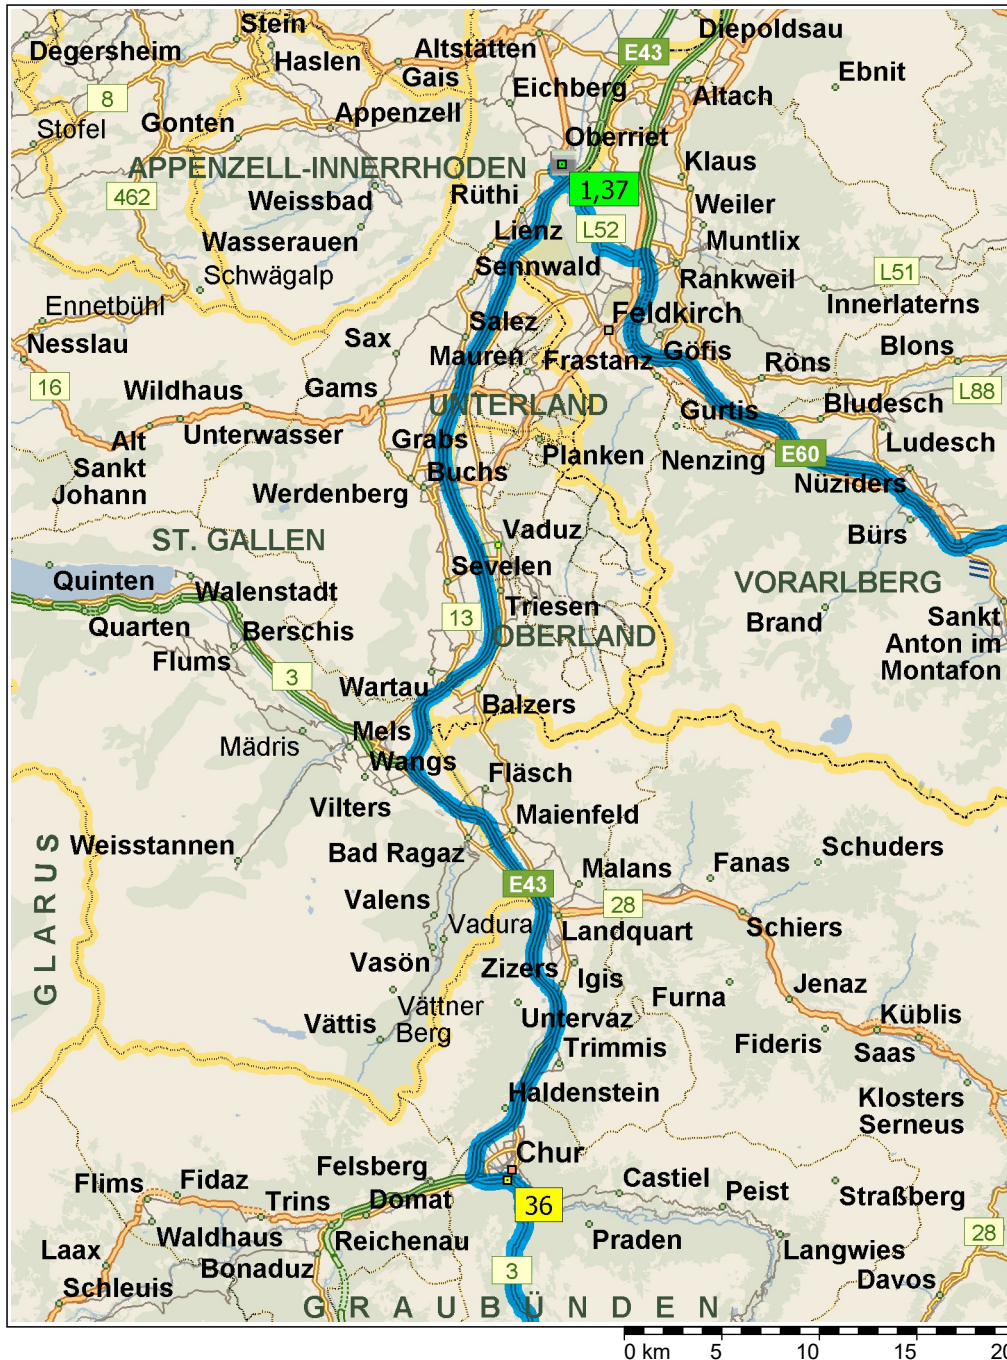 Stein
Degersheim
Haslen
Altstätten
Diepoldsau
E43
Gais
Ebnit
8
Eichberg
Altach
Appenzell
Stofel
Gonten
Oberriet
APPENZELL-INNERRHODEN
Klaus
462
Weissbad
Rüthi
1,37
Weiler
Wasserauen
Lienz
L52
Muntlix
Schwägalp
Sennwald
Rankweil
L51
Ennetbühl
Innerlaterns
Salez
Feldkirch
Nesslau
Sax
Mauren
Frastanz
Göfis
Röns
Blons
16
Wildhaus
Gams
UNTERLAND
L88
Gurtis
Bludesch
Alt
Sankt
Johann
Unterwasser
Grabs
Planken
Nenzing
E60
Ludesch
Buchs
Werdenberg
Nüziders
ST. GALLEN
Vaduz
Bürs
Quinten
Walenstadt
Sevelen
VORARLBERG
Triesen
Quarten
Berschis
13
OBERLAND
Brand
Sankt
Anton im
Montafon
Flums
3
Wartau
Balzers
Mädris
Mels
Wangs
Fläsch
Vilters
Maienfeld
GLARUS
Weisstannen
Bad Ragaz
Malans
Fanas
Schuders
E43
Valens
28
Vadura
Landquart
Schiers
Vasön
Zizers
Igis
Jenaz
Furna
Vättner
Berg
Vättis
Untervaz
Küblis
Trimmis
Fideris
Saas
Haldenstein
Klosters
Serneus
Chur
Felsberg
Flims
Fidaz
Castiel
Peist
Straßberg
Trins
Domat
36
Waldhaus
Reichenau
Praden
Langwies
28
Laax
Bonaduz
3
Davos
Schleuis
GRAUBÜNDEN
0 km 5 10 15 20